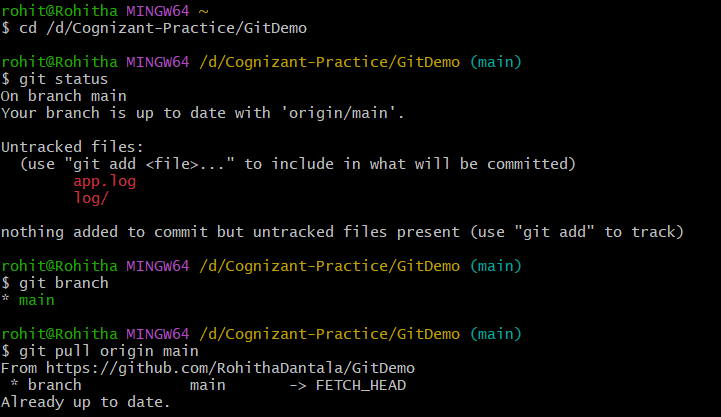 rohit@Rohitha MINGW64 ~
$ cd /d/Cognizant-Practice/GitDemo
rohit@Rohitha MINGW64 /d/Cognizant-Practice/GitDemo (main)
$ git status
On branch main
Your branch is up to date with 'origin/main'.
Untracked files:
  (use "git add <file>..." to include in what will be committed)
        app.log
        log/
nothing added to commit but untracked files present (use "git add" to track)
rohit@Rohitha MINGW64 /d/Cognizant-Practice/GitDemo (main)
$ git branch
* main
rohit@Rohitha MINGW64 /d/Cognizant-Practice/GitDemo (main)
$ git pull origin main
From https://github.com/RohithaDantala/GitDemo
 * branch            main       -> FETCH_HEAD
Already up to date.